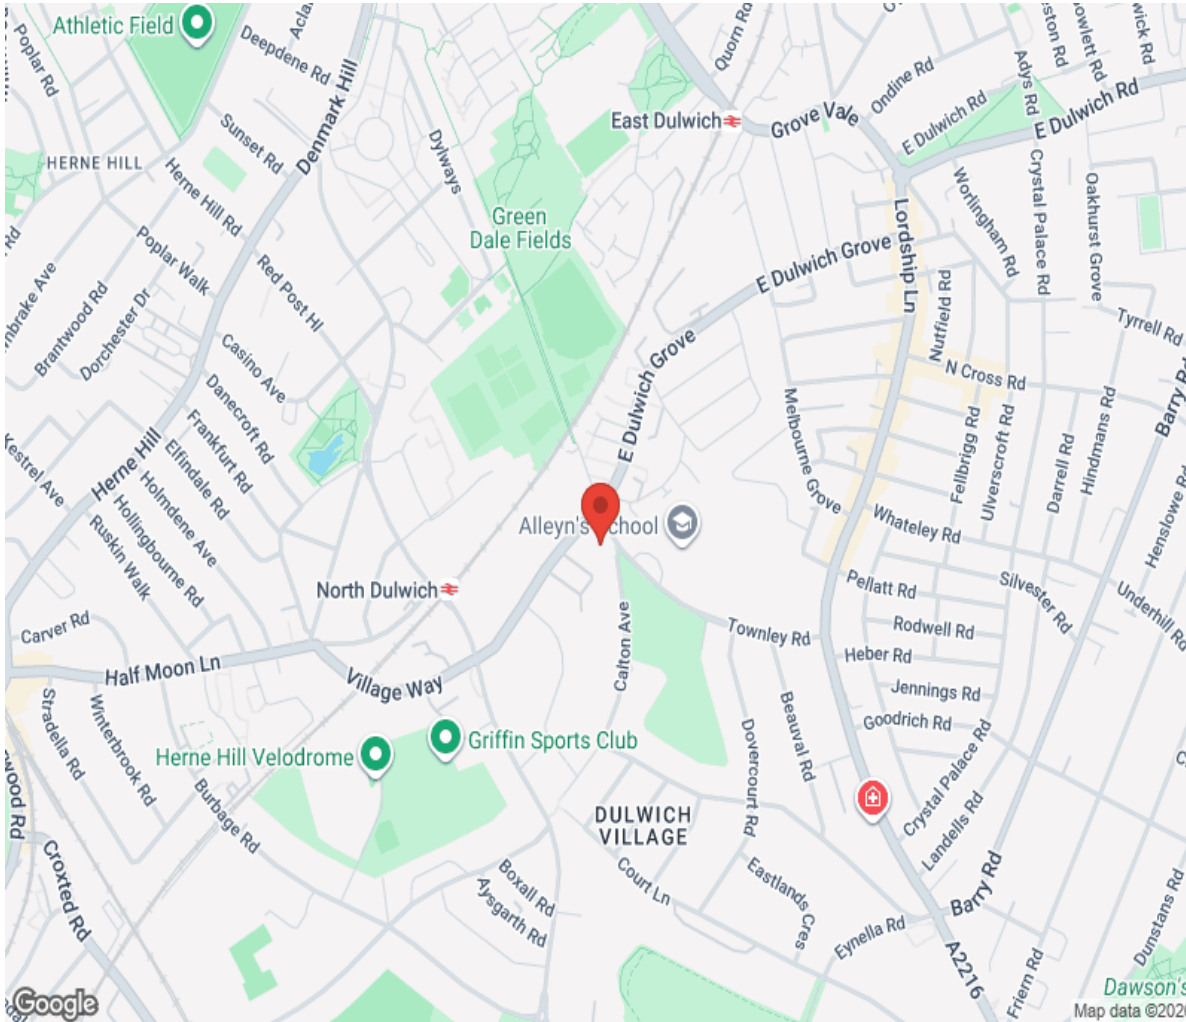 Athletic Field
Poplar Rd
Deepdene Rd
Denmark Hill
Quorn Rd
Ondine Rd
Adys Rd
E Dulwich Rd
E Dulwich Rd
East Dulwich
Grove Vale
Sunset Rd
Dylways
HERNE HILL
Herne Hill Rd
Worlingham Rd
Crystal Palace Rd
Oakhurst Grove
Lordship Ln
Green
Dale Fields
Poplar Walk
Red Post Hl
E Dulwich Grove
Brantwood Rd
Dorchester Dr
Nutfield Rd
Tyrrell Rd
Casino Ave
E Dulwich Grove
N Cross Rd
Barry Rd
Danecroft Rd
Frankfurt Rd
Elfindale Rd
Melbourne Grove
Fellbrigg Rd
Ulverscroft Rd
Darrell Rd
Hindmans Rd
Kestrel Ave
Herne Hill
Holmdene Ave
Hollingbourne Rd
Ruskin Walk
Alleyn's School
Whateley Rd
Henslowe Rd
North Dulwich
Pellatt Rd
Silvester Rd
Underhill Rd
Carver Rd
Calton Ave
Townley Rd
Rodwell Rd
Heber Rd
Half Moon Ln
Village Way
Jennings Rd
Stradella Rd
Winterbrook Rd
Beauval Rd
Goodrich Rd
Dovercourt Rd
Griffin Sports Club
Herne Hill Velodrome
Crystal Palace Rd
Burbage Rd
DULWICH
VILLAGE
Landells Rd
Croxted Rd
Court Ln
Boxall Rd
Aysgarth Rd
Eastlands Cres
Barry Rd
Eynella Rd
A2216
Dunstans Rd
Friern Rd
Dawson's
Google
Map data ©2026